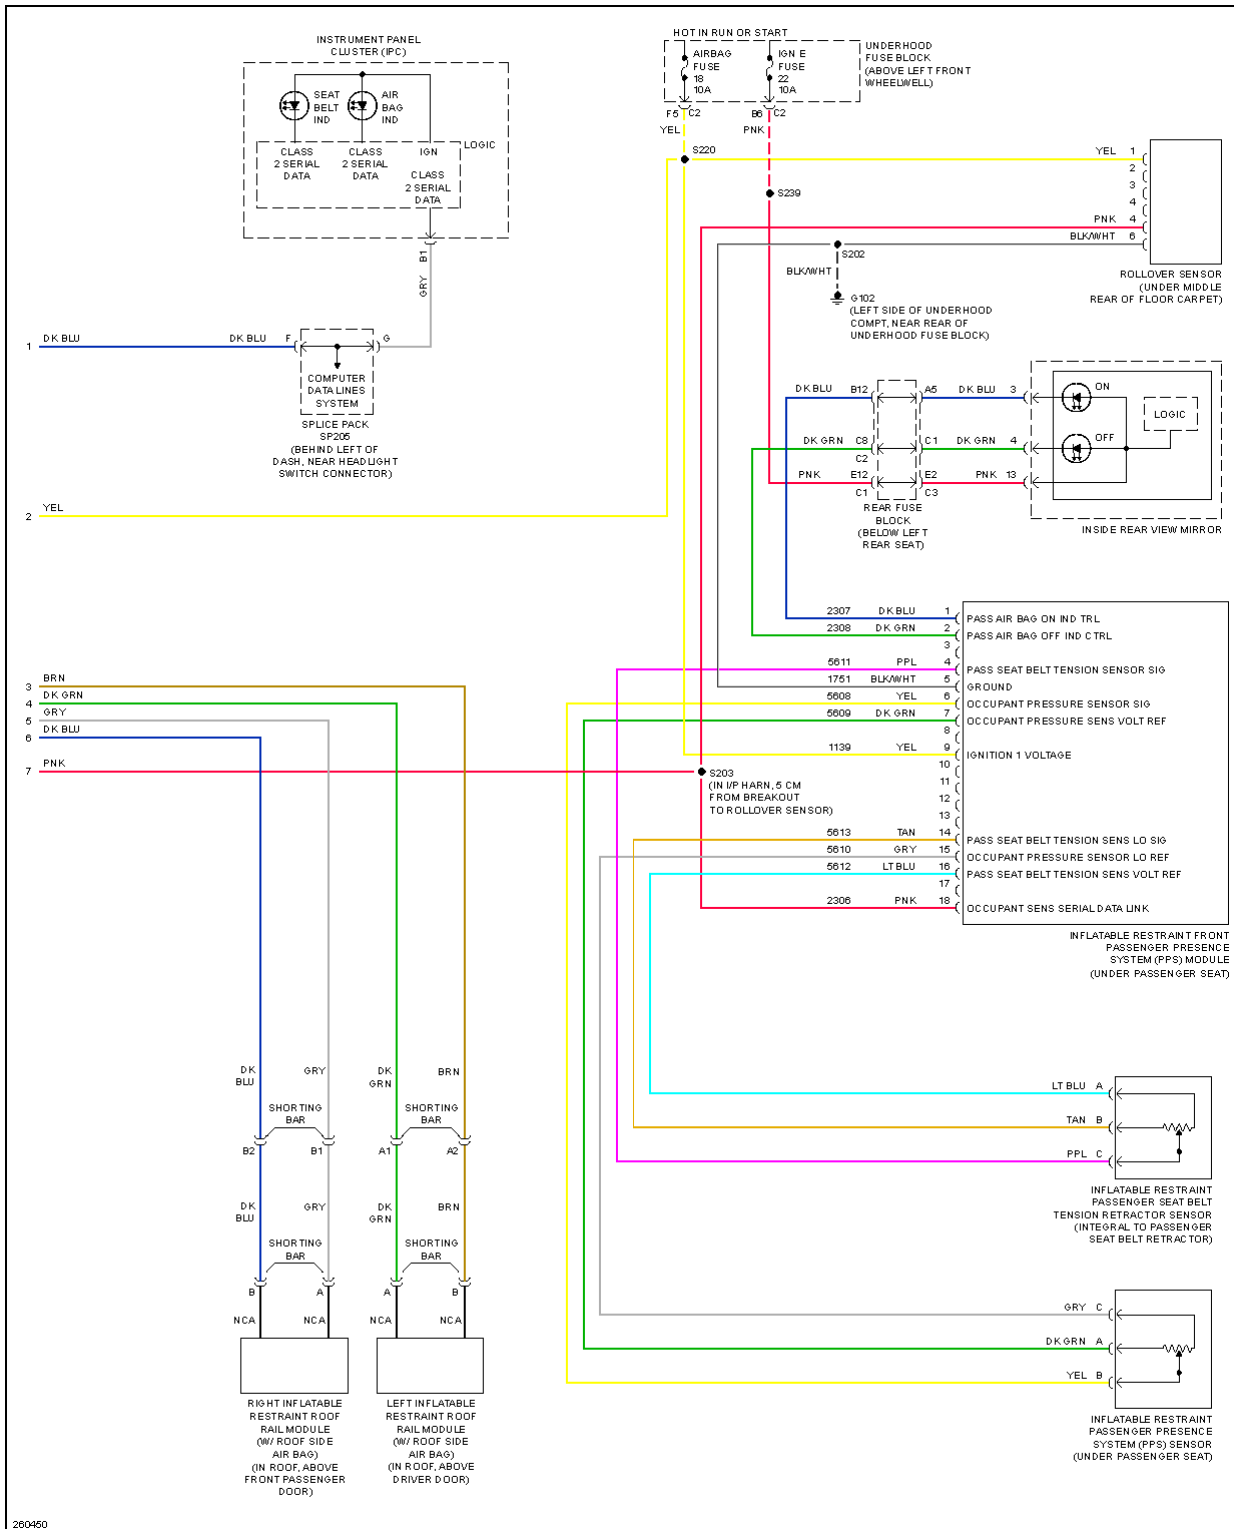 INSTRUMENT PANEL
CLUSTER (IPC)
SEAT
BELT
IND
AIR
BAG
IND
LOGIC
CLASS
2 SERIAL
DATA
CLASS
2 SERIAL
DATA
IGN
CLASS
2 SERIAL
DATA
B1
GRY
1
DK BLU
DK BLU
F
G
COMPUTER
DATA LINES
SYSTEM
SPLICE PACK
SP205
(BEHIND LEFT OF
DASH, NEAR HEADLIGHT
SWITCH CONNECTOR)
HOT IN RUN OR START
AIRBAG
FUSE
18
10A
IGN E
FUSE
22
10A
UNDERHOOD
FUSE BLOCK
(ABOVE LEFT FRONT
WHEELWELL)
F5
C2
B6
C2
YEL
PNK
S220
S239
YEL 1
2
3
4
PNK 4
BLK/WHT 6
S202
BLK/WHT
G102
(LEFT SIDE OF UNDERHOOD
COMPT, NEAR REAR OF
UNDERHOOD FUSE BLOCK)
ROLLOVER SENSOR
(UNDER MIDDLE
REAR OF FLOOR CARPET)
DK BLU B12 A5 DK BLU 3
ON
LOGIC
DK GRN C8 C1 DK GRN 4
C2
OFF
PNK E12 E2 PNK 13
C1 C3
REAR FUSE
BLOCK
(BELOW LEFT
REAR SEAT)
INSIDE REAR VIEW MIRROR
2
YEL
2307 DK BLU 1 PASS AIR BAG ON IND TRL
2308 DK GRN 2 PASS AIR BAG OFF IND CTRL
3
5611 PPL 4 PASS SEAT BELT TENSION SENSOR SIG
1751 BLK/WHT 5 GROUND
5608 YEL 6 OCCUPANT PRESSURE SENSOR SIG
5609 DK GRN 7 OCCUPANT PRESSURE SENS VOLT REF
8
1139 YEL 9 IGNITION 1 VOLTAGE
10
11
12
13
5613 TAN 14 PASS SEAT BELT TENSION SENS LO SIG
5610 GRY 15 OCCUPANT PRESSURE SENSOR LO REF
5612 LT BLU 16 PASS SEAT BELT TENSION SENS VOLT REF
17
2306 PNK 18 OCCUPANT SENS SERIAL DATA LINK
INFLATABLE RESTRAINT FRONT
PASSENGER PRESENCE
SYSTEM (PPS) MODULE
(UNDER PASSENGER SEAT)
3 BRN
4 DK GRN
5 GRY
6 DK BLU
7 PNK
S203
(IN I/P HARN, 5 CM
FROM BREAKOUT
TO ROLLOVER SENSOR)
DK
BLU
GRY
DK
GRN
BRN
SHORTING
BAR
SHORTING
BAR
B2
B1
A1
A2
DK
BLU
GRY
DK
GRN
BRN
SHORTING
BAR
SHORTING
BAR
B
A
A
B
NCA
NCA
NCA
NCA
RIGHT INFLATABLE
RESTRAINT ROOF
RAIL MODULE
(W/ ROOF SIDE
AIR BAG)
(IN ROOF, ABOVE
FRONT PASSENGER
DOOR)
LEFT INFLATABLE
RESTRAINT ROOF
RAIL MODULE
(W/ ROOF SIDE
AIR BAG)
(IN ROOF, ABOVE
DRIVER DOOR)
LT BLU A
TAN B
PPL C
INFLATABLE RESTRAINT
PASSENGER SEAT BELT
TENSION RETRACTOR SENSOR
(INTEGRAL TO PASSENGER
SEAT BELT RETRACTOR)
GRY C
DK GRN A
YEL B
INFLATABLE RESTRAINT
PASSENGER PRESENCE
SYSTEM (PPS) SENSOR
(UNDER PASSENGER SEAT)
260450